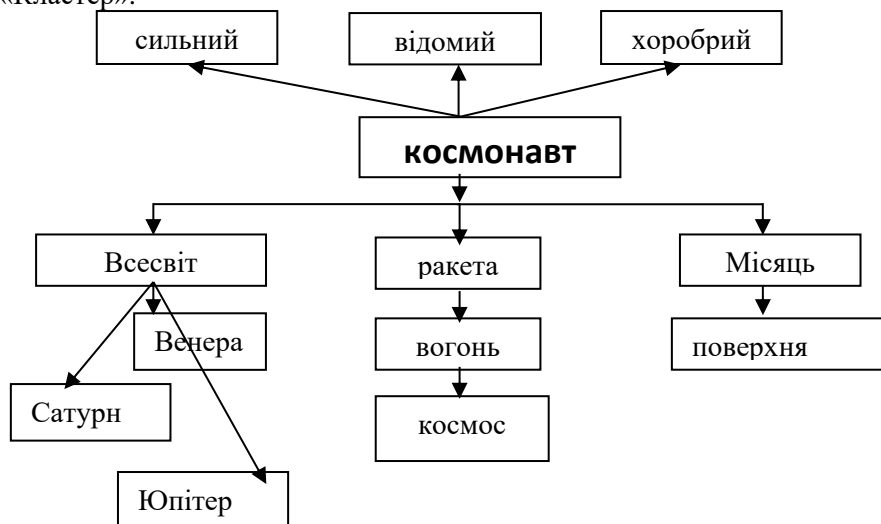 «Кластер».
сильний
відомий
хоробрий
космонавт
Всесвіт
ракета
Місяць
Венера
вогонь
поверхня
Сатурн
космос
Юпітер